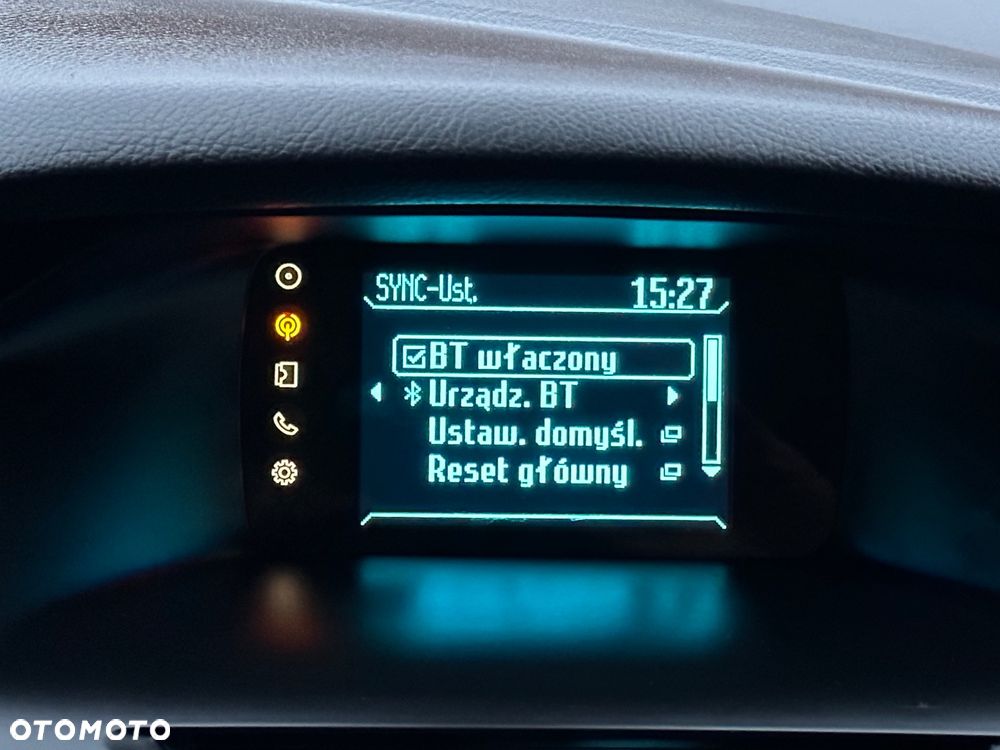 SYNC-Ust. 15:27
BT włączony
Urządz. BT
Ustaw. domyśl.
Reset główny
OTOMOTO